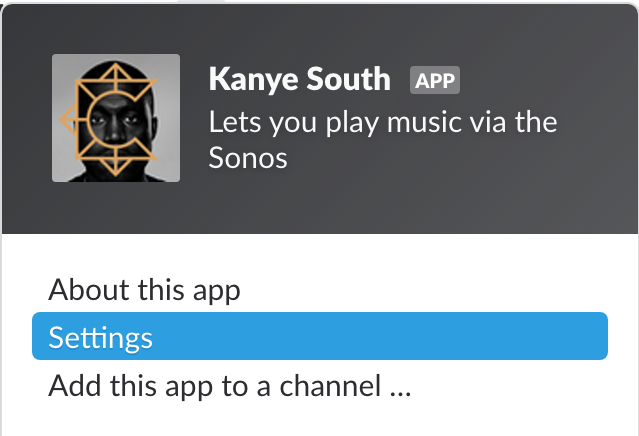 Kanye South APP
Lets you play music via the
Sonos
About this app
Settings
Add this app to a channel ...